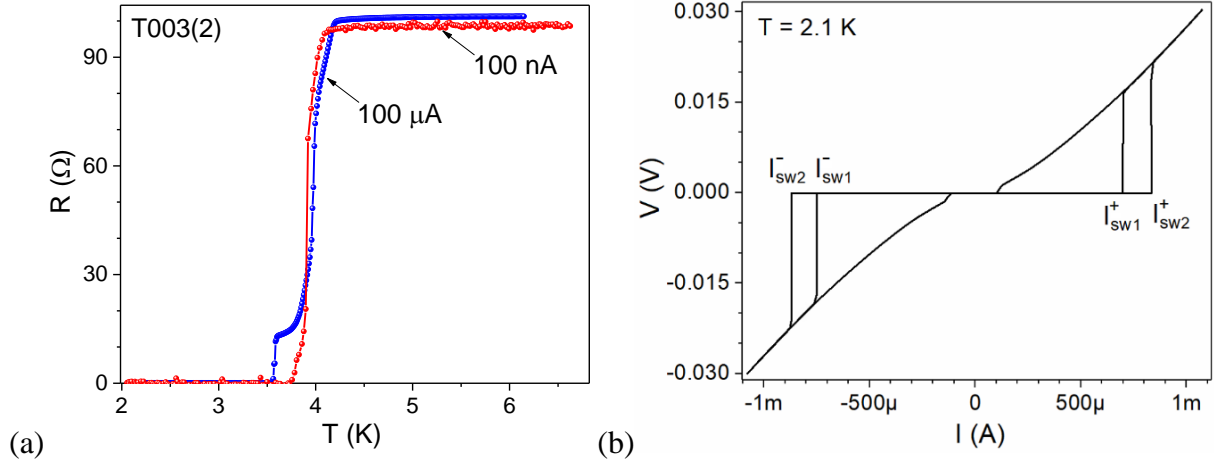 T003(2)
100 nA
100 μA
R (Ω)
90
60
30
0
2
3
4
5
6
T (K)
(a)
T = 2.1 K
V (V)
0.030
0.015
0.000
-0.015
-0.030
I⁻sw2 I⁻sw1
I⁺sw1 I⁺sw2
-1m
-500μ
0
500μ
1m
I (A)
(b)